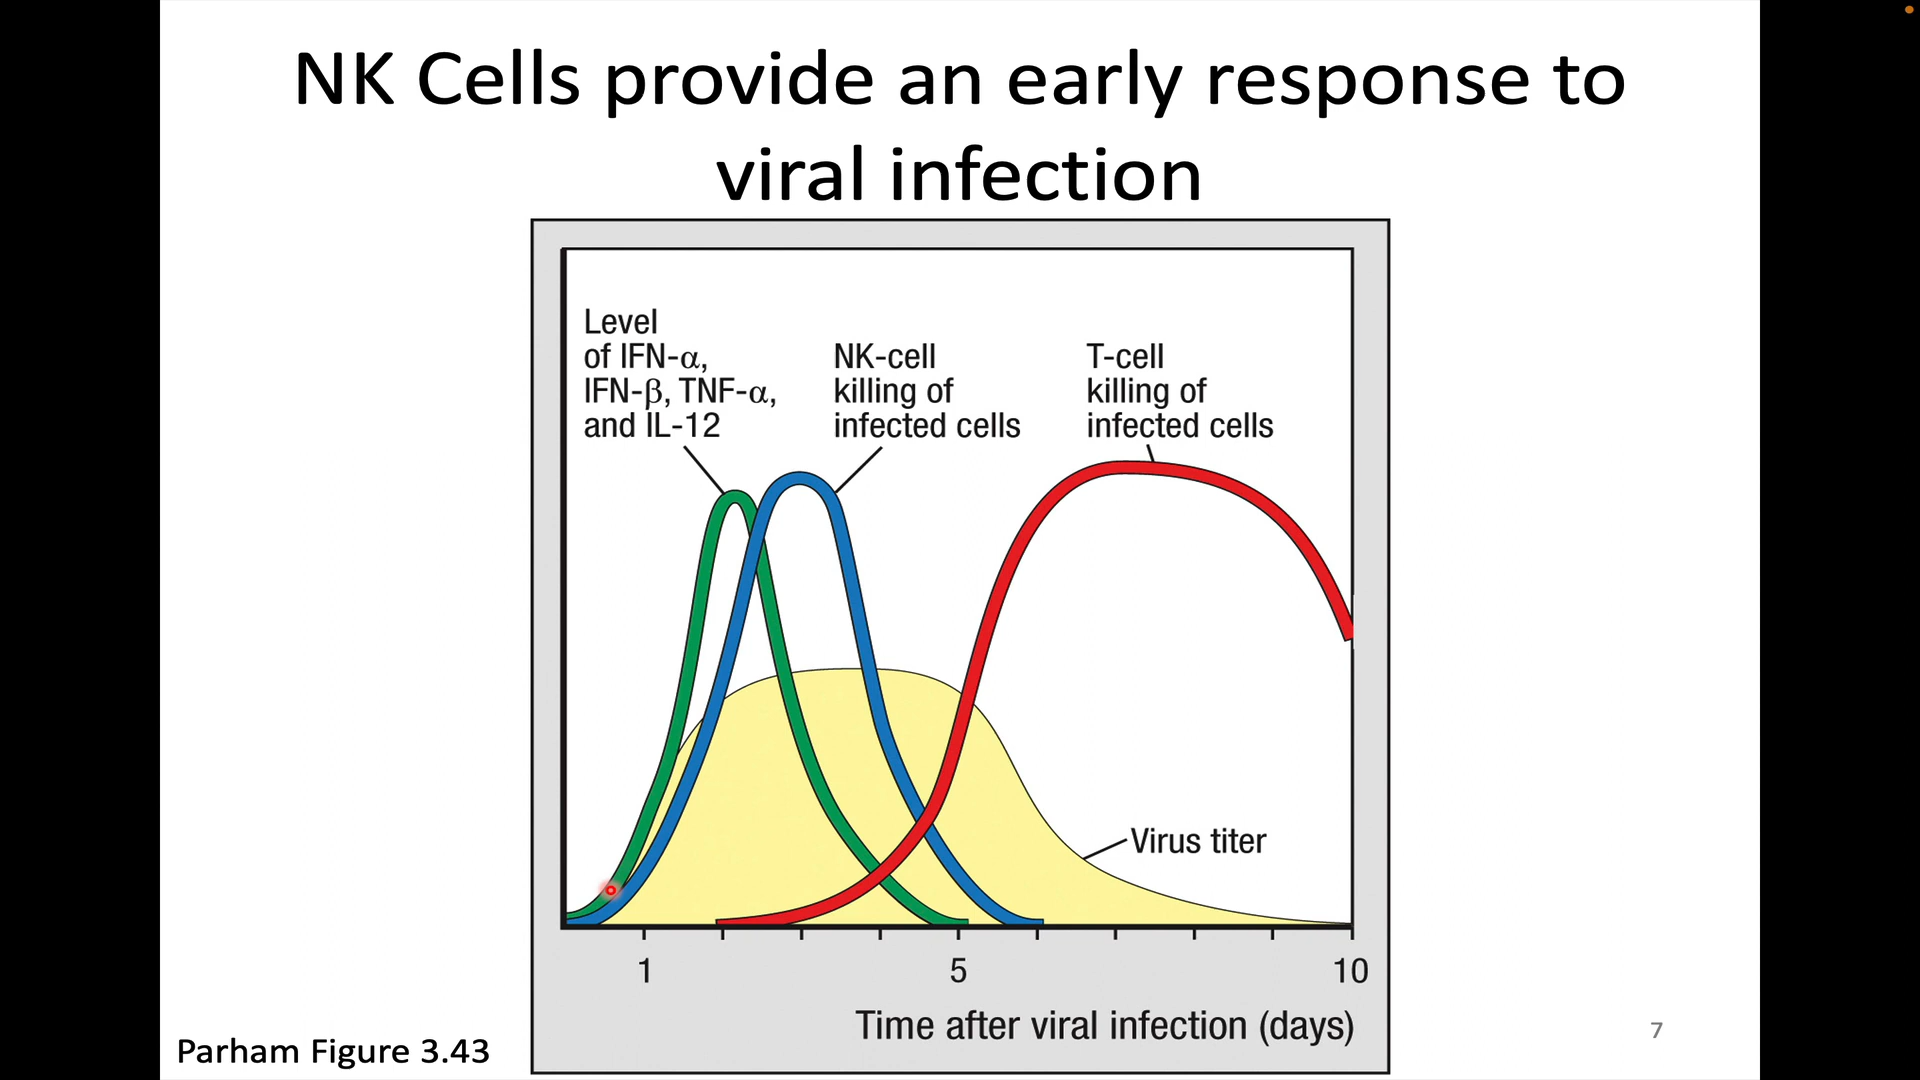 NK Cells provide an early response to
viral infection
Level
of IFN-α,
IFN-β, TNF-α,
and IL-12
NK-cell
killing of
infected cells
T-cell
killing of
infected cells
Virus titer
1
5
10
Time after viral infection (days)
Parham Figure 3.43
7